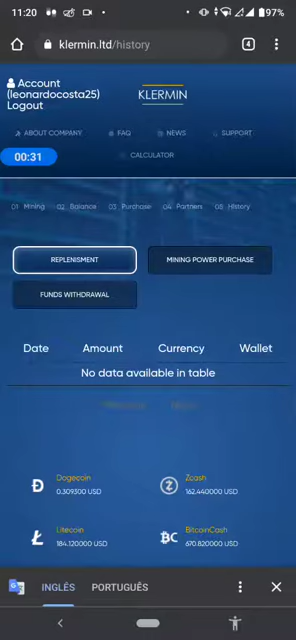 11:20
97%
klermin.ltd/history
4
Account
(leonardocosta25)
Logout
KLERMIN
ABOUT COMPANY
FAQ
NEWS
SUPPORT
00:31
CALCULATOR
01 Mining
02 Balance
03 Purchase
04 Partners
05 History
REPLENISMENT
MINING POWER PURCHASE
FUNDS WITHDRAWAL
Date Amount Currency Wallet
No data available in table
Dogecoin
0.309300 USD
Zcash
162.440000 USD
Litecoin
184.120000 USD
BitcoinCash
670.820000 USD
INGLÊS
PORTUGUÊS